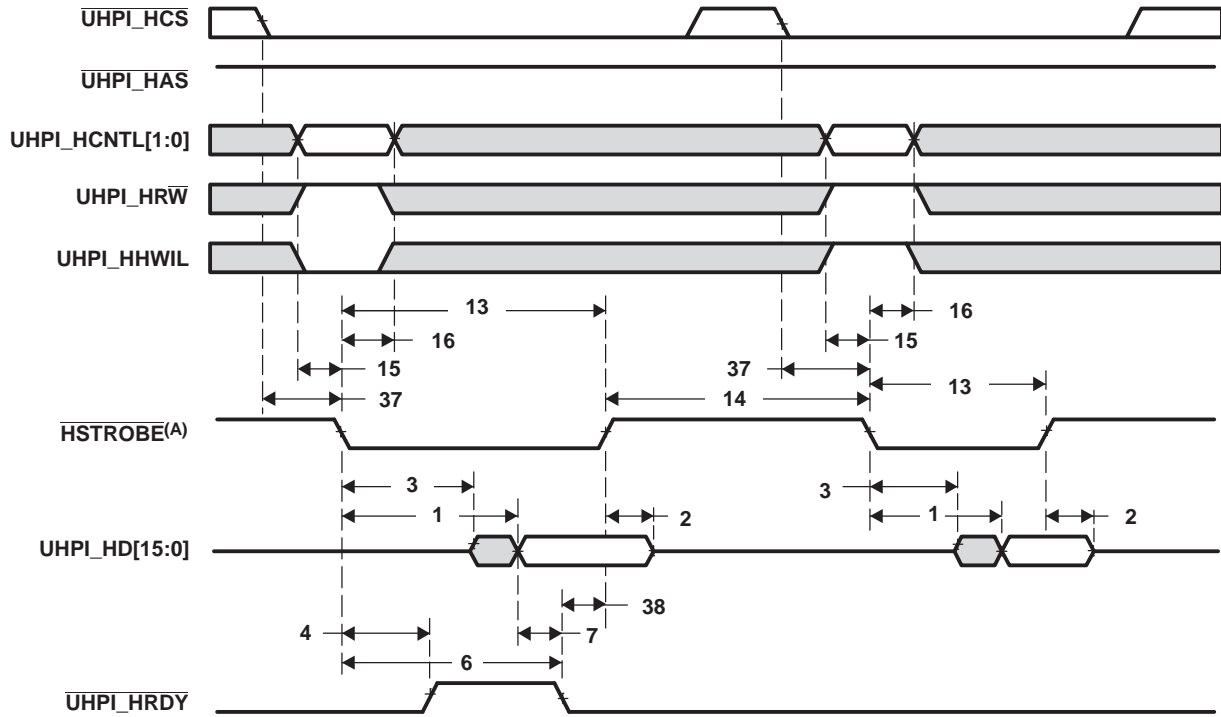 UHPI_HCS
UHPI_HAS
UHPI_HCNTL[1:0]
UHPI_HRW
UHPI_HHWIL
13
16
16
15
15
37
37
13
14
HSTROBE(A)
3
3
1
1
2
2
UHPI_HD[15:0]
38
4
7
6
UHPI_HRDY